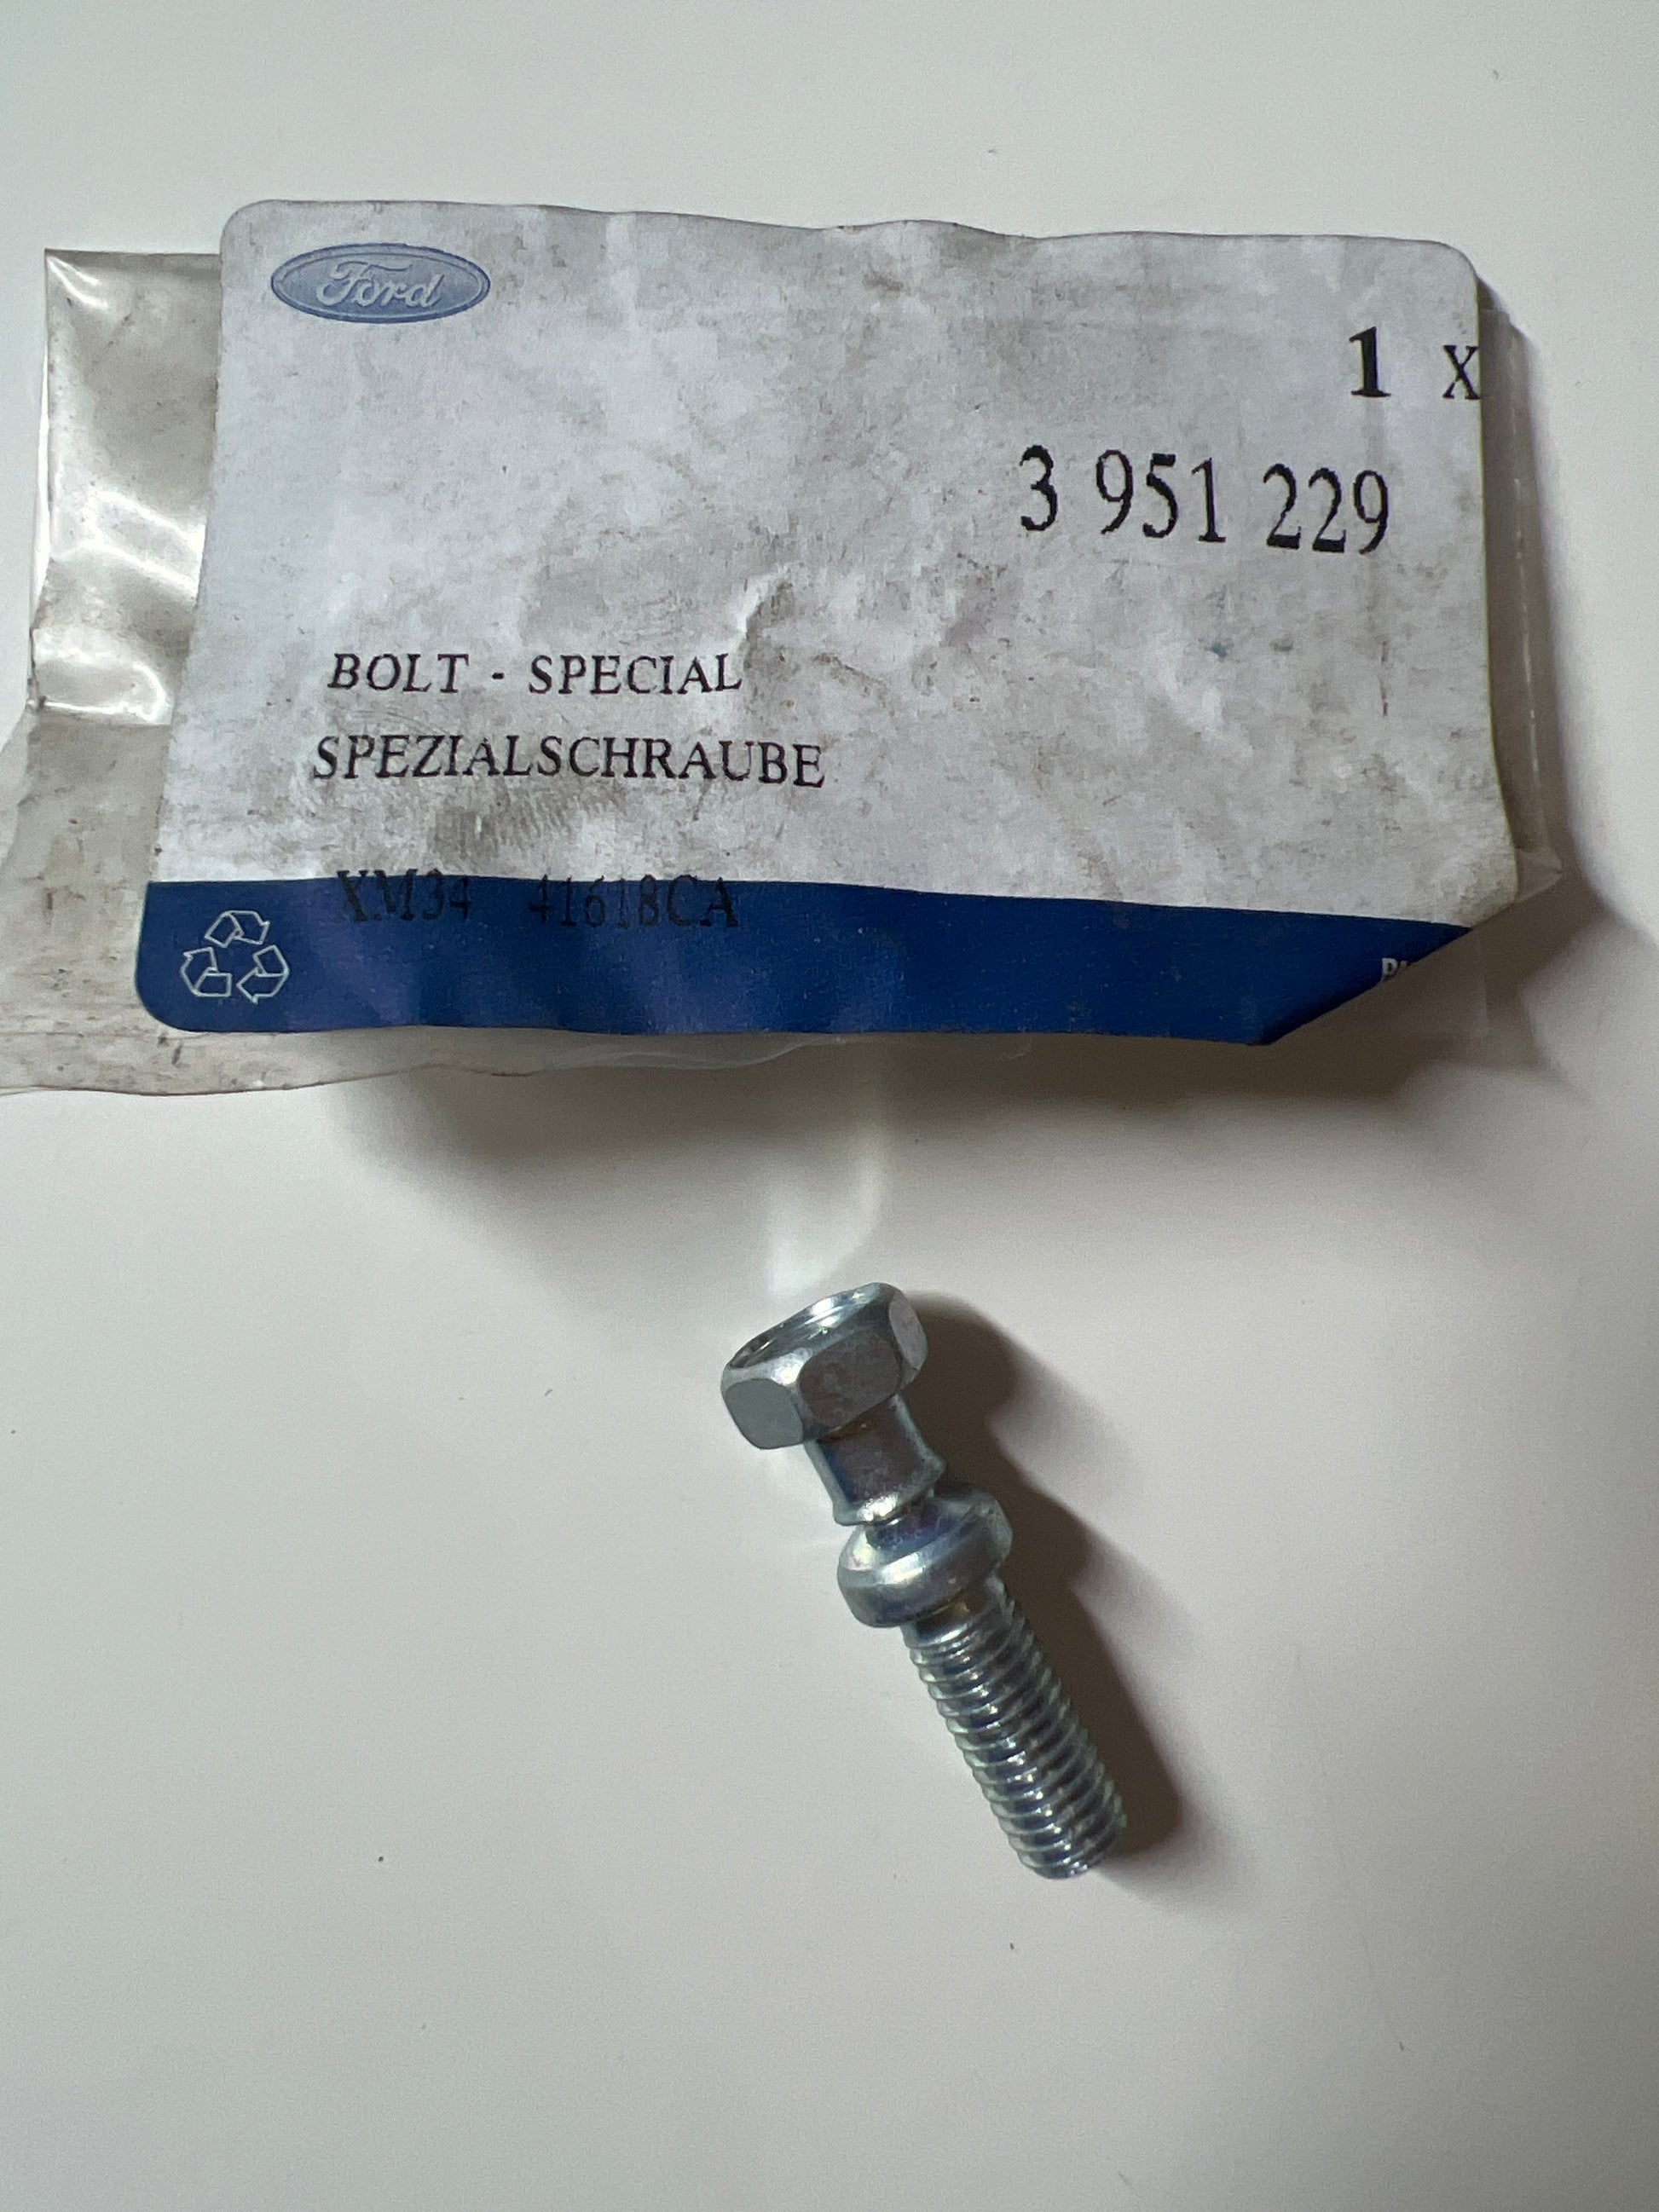 Ford
1 X
3 951 229
BOLT - SPECIAL
SPEZIALSCHRAUBE
XM34 41618CA